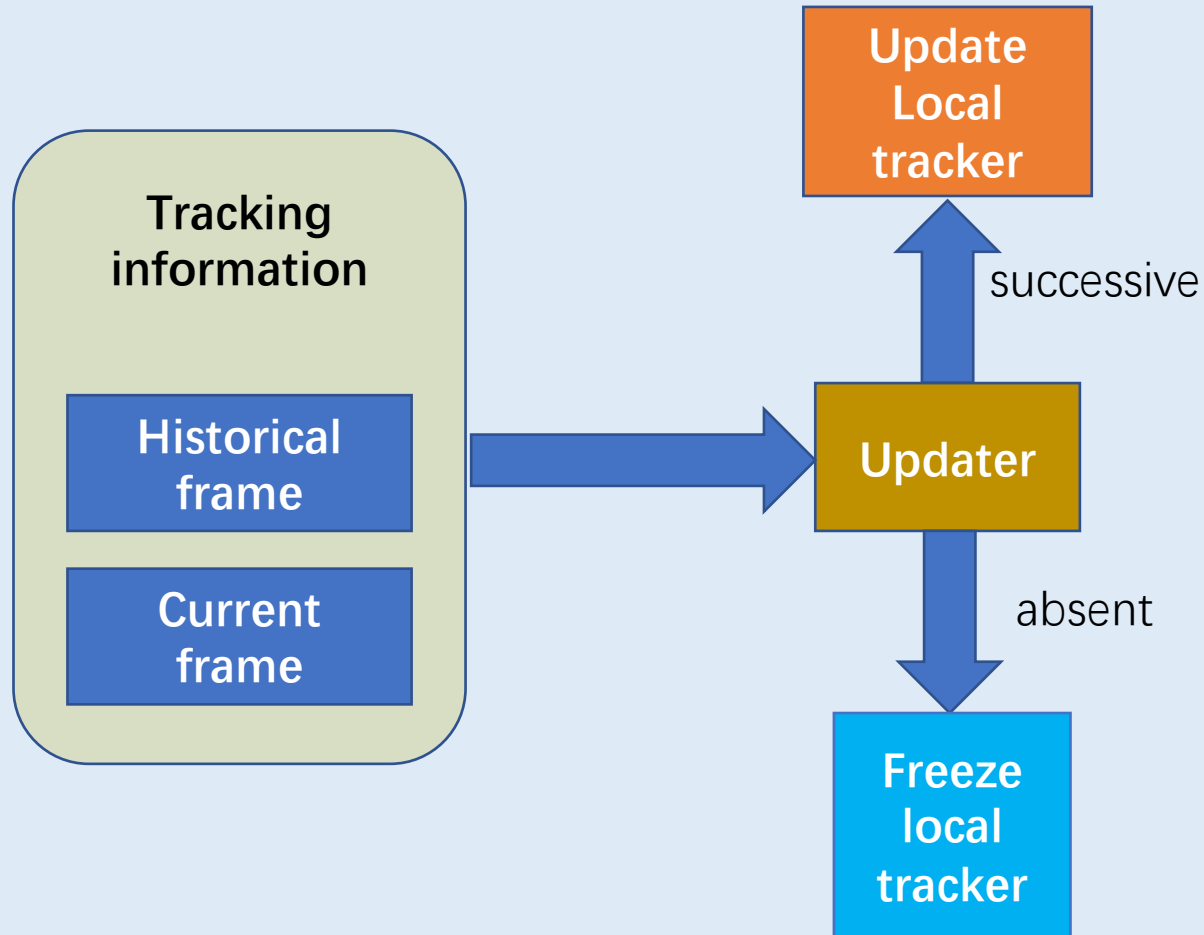 Tracking
information
Historical
frame
Current
frame
Update
Local
tracker
successive
Updater
absent
Freeze
local
tracker